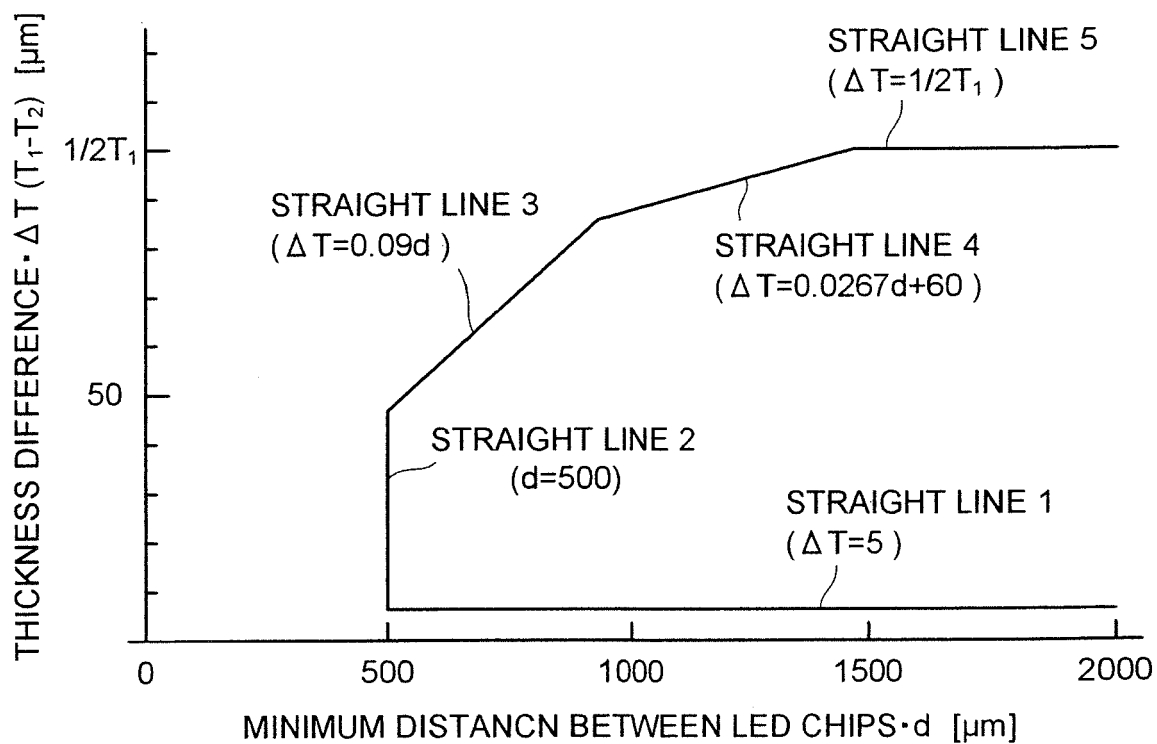 THICKNESS DIFFERENCE・ΔT (T₁-T₂) [μm]
STRAIGHT LINE 5
(ΔT=1/2T₁)
1/2T₁
STRAIGHT LINE 3
(ΔT=0.09d)
STRAIGHT LINE 4
(ΔT=0.0267d+60)
50
STRAIGHT LINE 2
(d=500)
STRAIGHT LINE 1
(ΔT=5)
0 500 1000 1500 2000
MINIMUM DISTANCN BETWEEN LED CHIPS・d [μm]